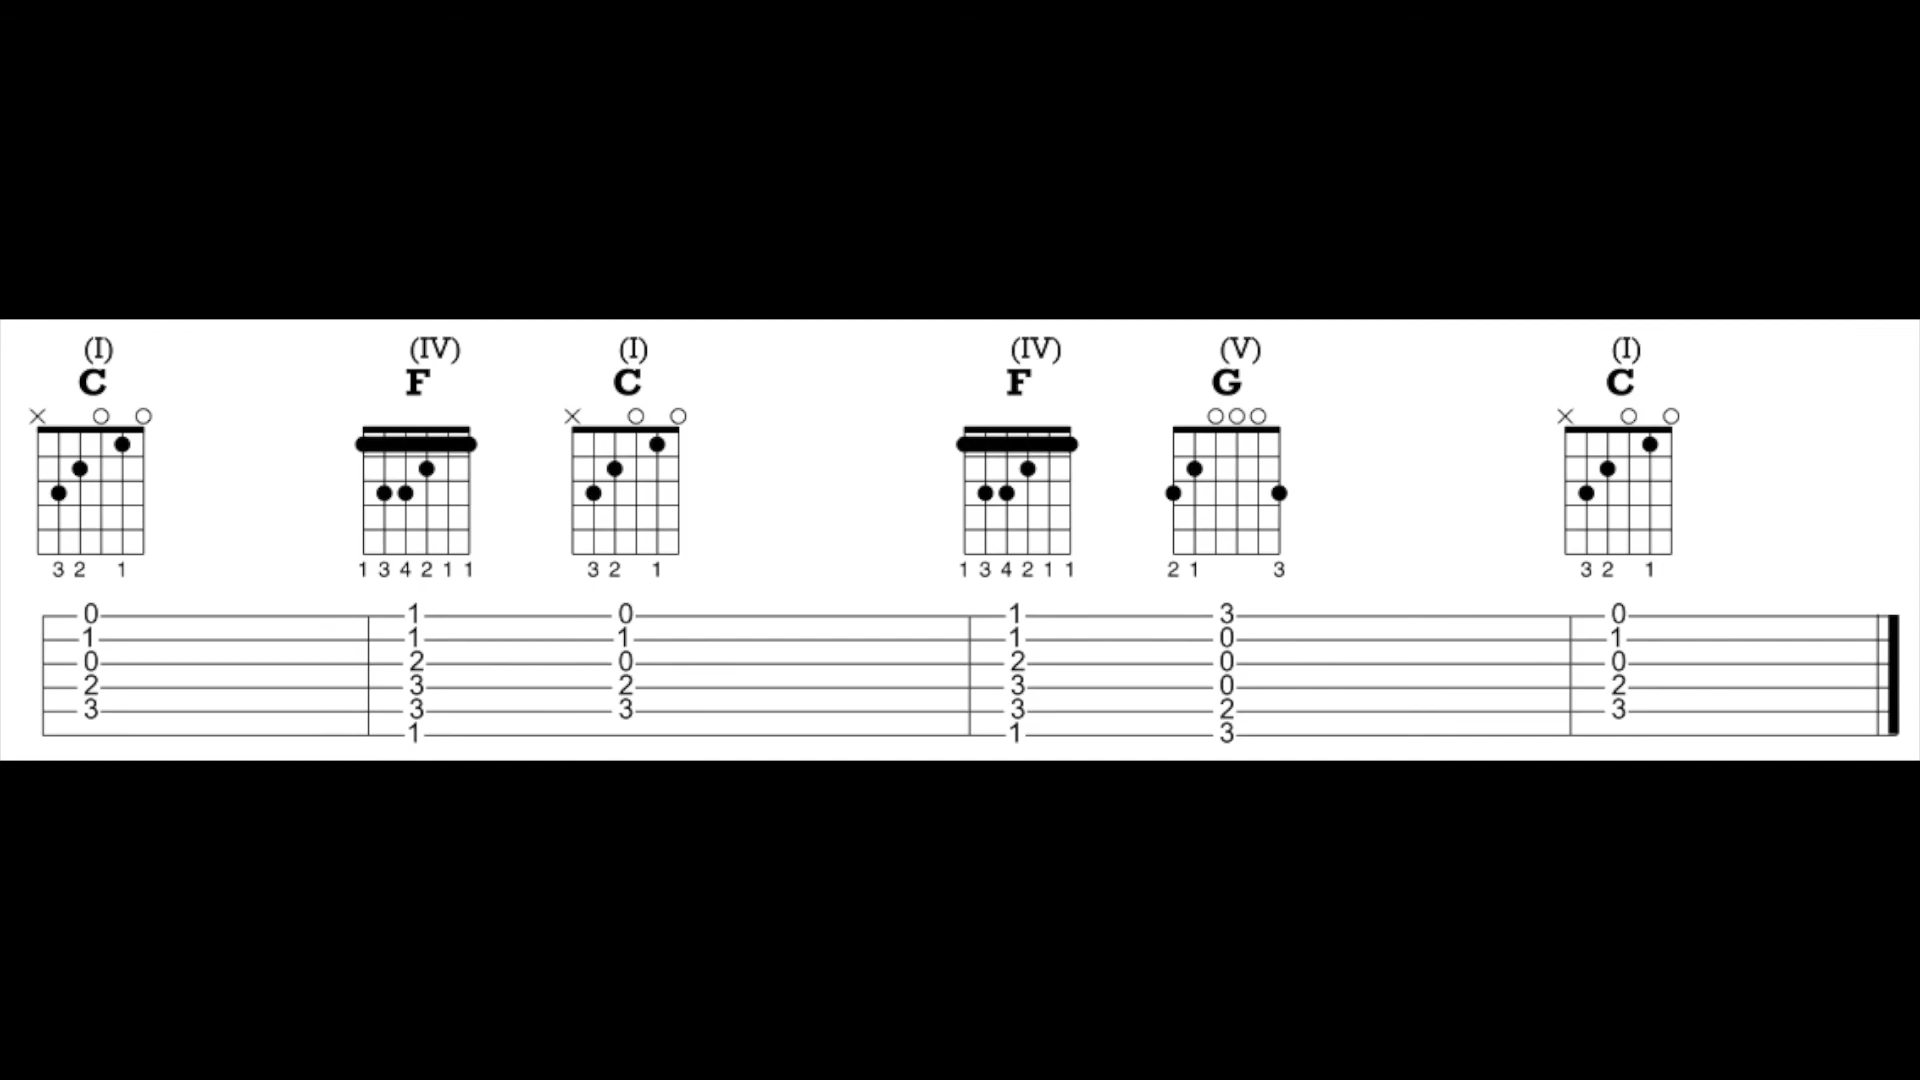 (I) (IV) (I) (IV) (V) (I)
C F C F G C
3 2 1 1 3 4 2 1 1 3 2 1 1 3 4 2 1 1 2 1 3 3 2 1
0 1 0 1 3 0
1 1 1 1 0 1
0 2 0 2 0 0
2 3 2 3 0 2
3 3 3 3 2 3
1 1 3